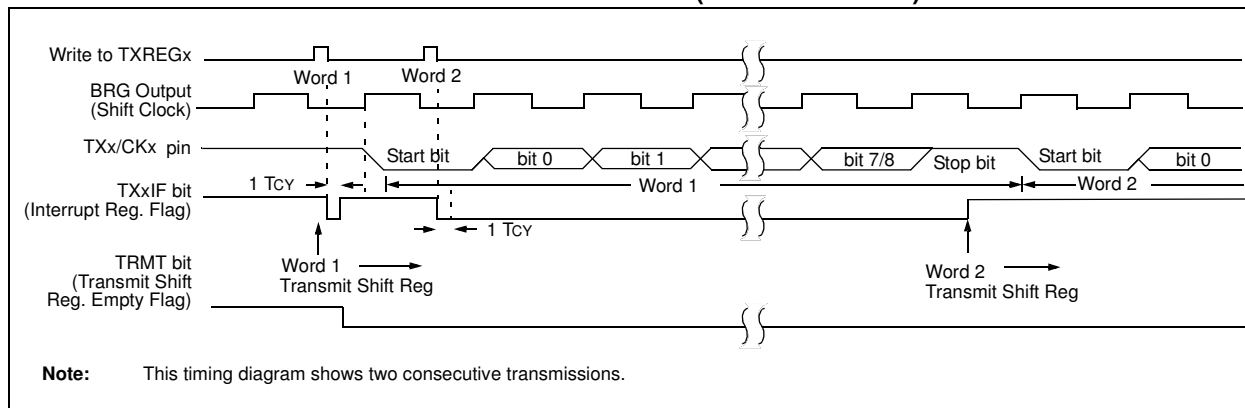 Write to TXREGx
Word 1
Word 2
BRG Output
(Shift Clock)
TXx/CKx pin
Start bit
bit 0
bit 1
bit 7/8
Stop bit
Start bit
bit 0
1 TCY
Word 1
Word 2
TXxIF bit
(Interrupt Reg. Flag)
1 TCY
Word 1
Transmit Shift Reg
Word 2
Transmit Shift Reg
TRMT bit
(Transmit Shift
Reg. Empty Flag)
Note: This timing diagram shows two consecutive transmissions.